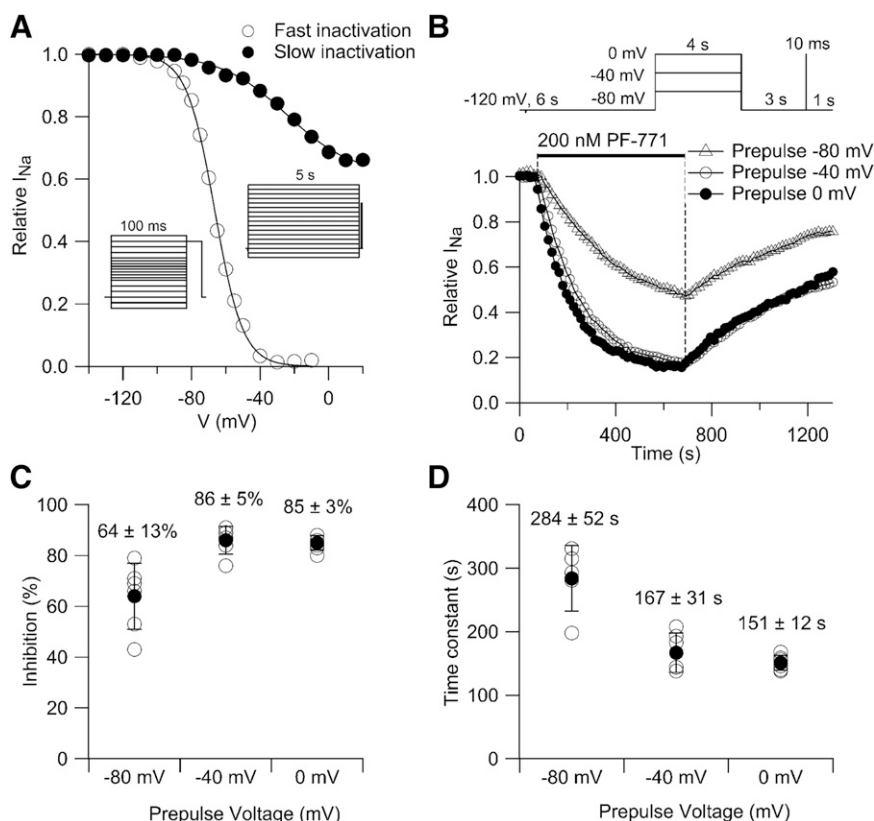 A
Fast inactivation
Slow inactivation
1.0
0.8
0.6
0.4
0.2
0.0
Relative INa
100 ms
5 s
-120
-80
-40
0
V (mV)
B
0 mV
-40 mV
-80 mV
4 s
10 ms
-120 mV, 6 s
3 s
1 s
200 nM PF-771
Prepulse -80 mV
Prepulse -40 mV
Prepulse 0 mV
1.0
0.8
0.6
0.4
0.2
0.0
Relative INa
0
400
800
1200
Time (s)
C
100
80
60
40
20
0
Inhibition (%)
64 ± 13%
86 ± 5%
85 ± 3%
-80 mV
-40 mV
0 mV
Prepulse Voltage (mV)
D
400
300
200
100
0
Time constant (s)
284 ± 52 s
167 ± 31 s
151 ± 12 s
-80 mV
-40 mV
0 mV
Prepulse Voltage (mV)